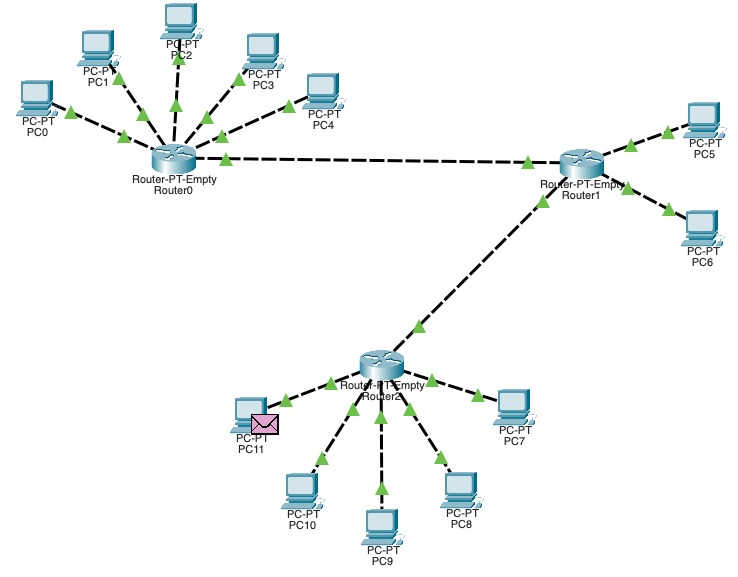 PC-PT
PC2
PC-PT
PC1
PC-PT
PC3
PC-PT
PC4
PC-PT
PC0
Router-PT-Empty
Router0
PC-PT
PC5
Router-PT-Empty
Router1
PC-PT
PC6
Router-PT-Empty
Router2
PC-PT
PC7
PC-PT
PC11
PC-PT
PC10
PC-PT
PC8
PC-PT
PC9